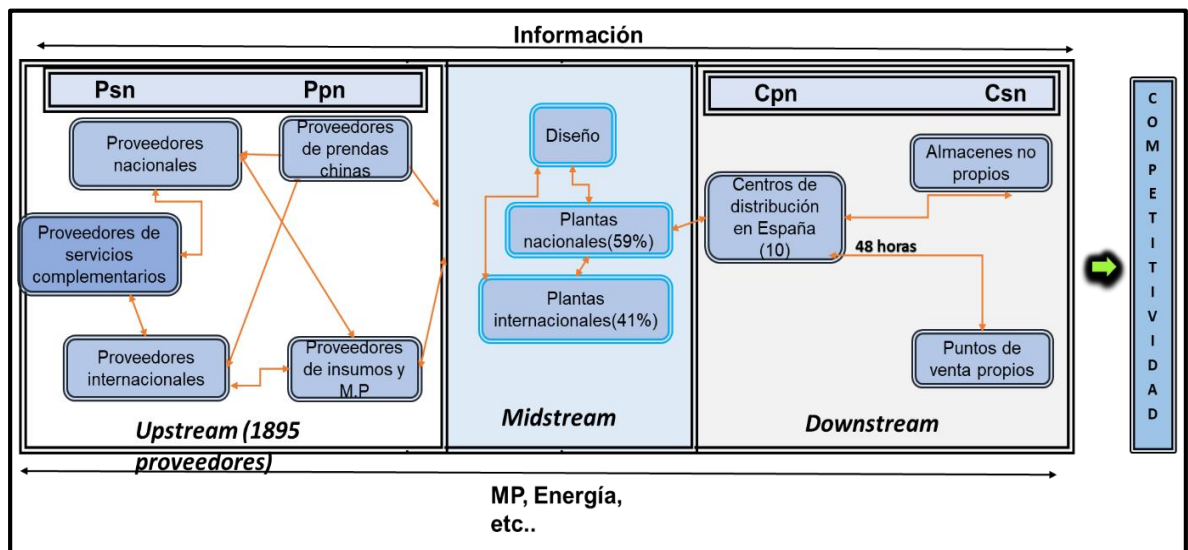 Información
Psn
Ppn
Proveedores
nacionales
Proveedores
de prendas
chinas
Proveedores de
servicios
complementarios
Proveedores
internacionales
Proveedores
de insumos y
M.P
Upstream (1895
proveedores)
Diseño
Plantas
nacionales(59%)
Plantas
internacionales(41%)
Midstream
Cpn
Csn
Almacenes no
propios
Centros de
distribución
en España
(10)
48 horas
Puntos de
venta propios
Downstream
MP, Energía,
etc..
COMPETITIVIDAD